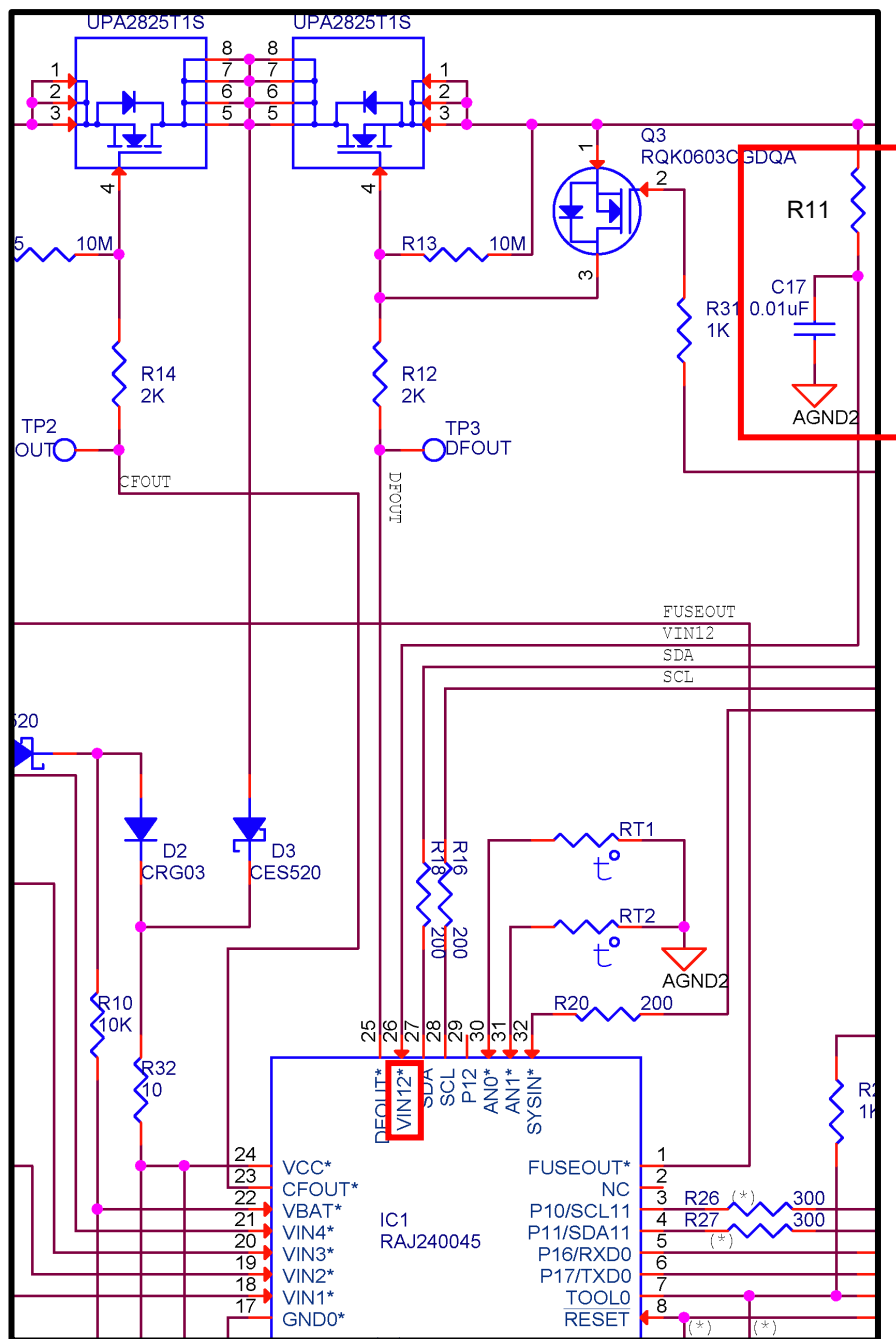 UPA2825T1S UPA2825T1S
1 8 8 1
2 7 7 2
3 6 6 3
5 5
4 4
Q3
RQK0603CGDQA
1 2
3
R11
5 10M
R13 10M
C17
0.01uF
R31
1K
R14
2K
R12
2K
AGND2
TP2
OUT
TP3
DFOUT
CFOUT
DFOUT
FUSEOUT
VIN12
SDA
SCL
520
D2
CRG03
D3
CES520
R18
200
R16
200
RT1
t°
RT2
t°
AGND2
R20 200
R10
10K
R32
10
25 26 27 28 29 30 31 32
DFOUT*
VIN12*
SDA
SCL
P12
AN0*
AN1*
SYSIN*
R2
1K
24 VCC*
23 CFOUT*
22 VBAT*
21 VIN4*
20 VIN3*
19 VIN2*
18 VIN1*
17 GND0*
IC1
RAJ240045
FUSEOUT* 1
NC 2
P10/SCL11 3
P11/SDA11 4
P16/RXD0 5
P17/TXD0 6
TOOL0 7
RESET 8
R26 (*) 300
R27 300
(*)
(*) (*)